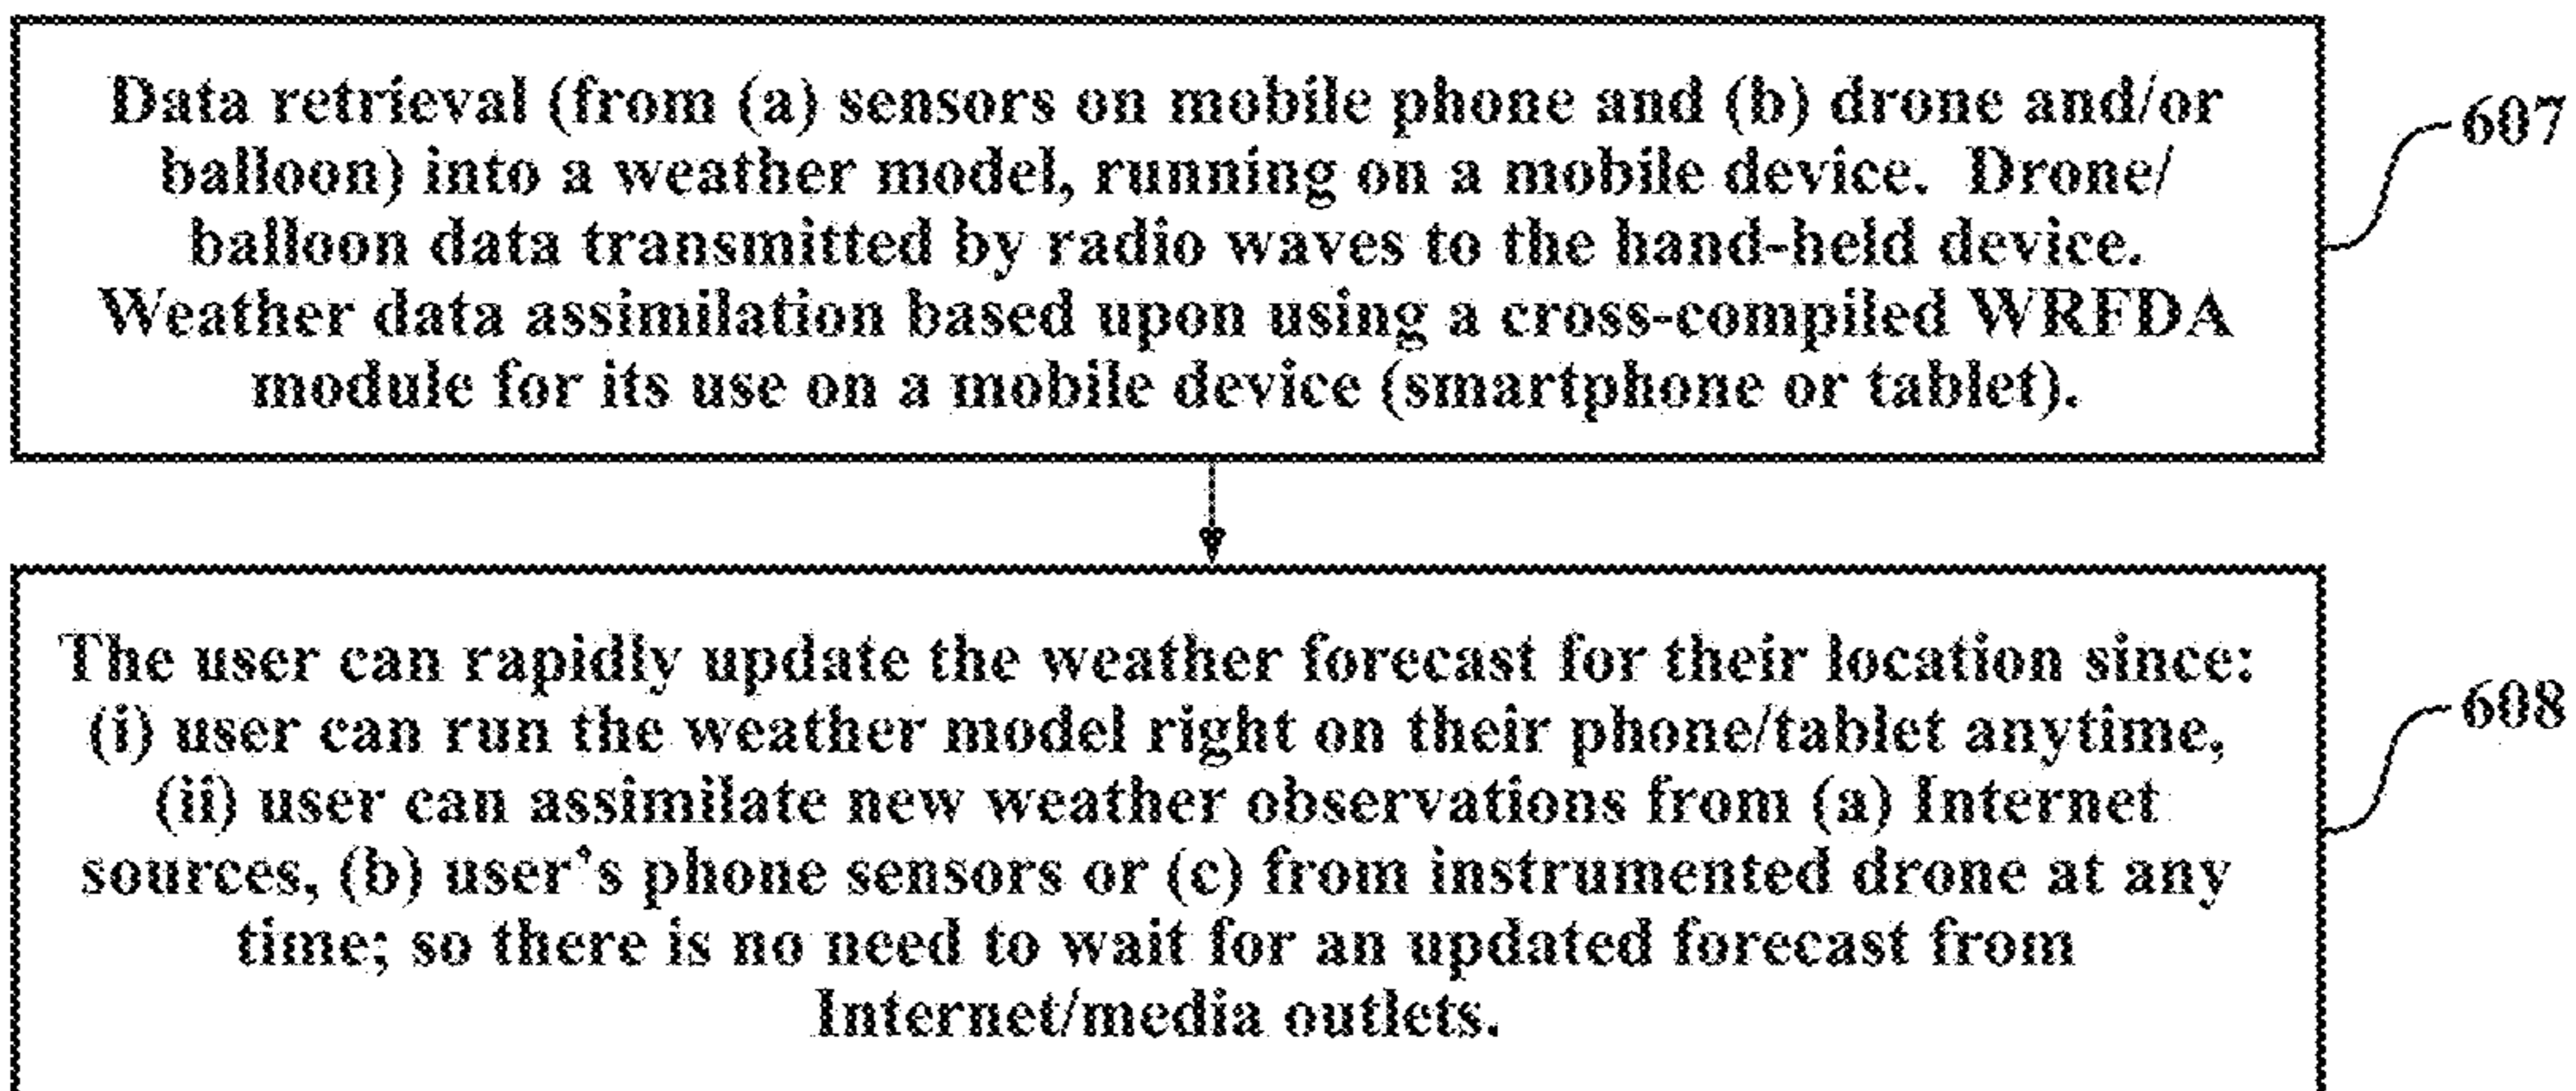 Data retrieval (from (a) sensors on mobile phone and (b) drone and/or
balloon) into a weather model, running on a mobile device. Drone/
balloon data transmitted by radio waves to the hand-held device.
Weather data assimilation based upon using a cross-compiled WRFDA
module for its use on a mobile device (smartphone or tablet).
607
The user can rapidly update the weather forecast for their location since:
(i) user can run the weather model right on their phone/tablet anytime,
(ii) user can assimilate new weather observations from (a) Internet
sources, (b) user's phone sensors or (c) from instrumented drone at any
time; so there is no need to wait for an updated forecast from
Internet/media outlets.
608